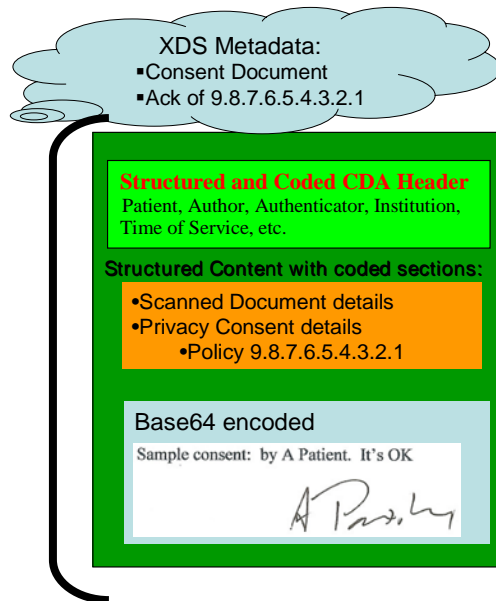 XDS Metadata:
▪Consent Document
▪Ack of 9.8.7.6.5.4.3.2.1
Structured and Coded CDA Header
Patient, Author, Authenticator, Institution,
Time of Service, etc.
Structured Content with coded sections:
•Scanned Document details
•Privacy Consent details
•Policy 9.8.7.6.5.4.3.2.1
Base64 encoded
Sample consent: by A Patient. It's OK